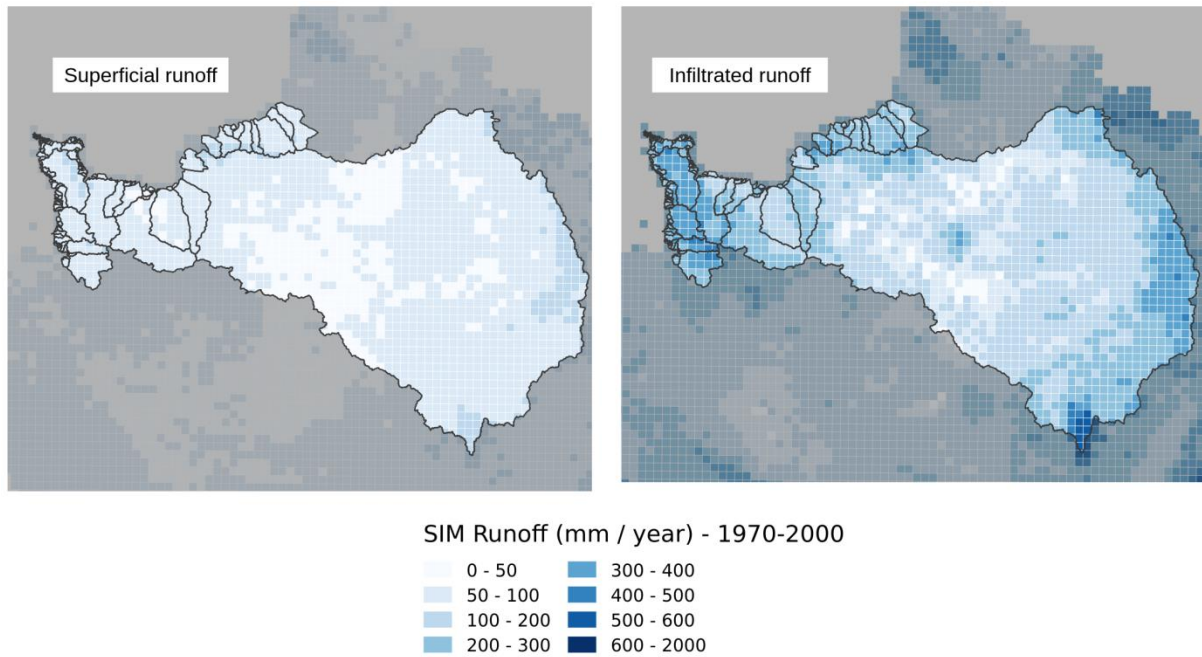 Superficial runoff
Infiltrated runoff
SIM Runoff (mm / year) - 1970-2000
0 - 50
50 - 100
100 - 200
200 - 300
300 - 400
400 - 500
500 - 600
600 - 2000